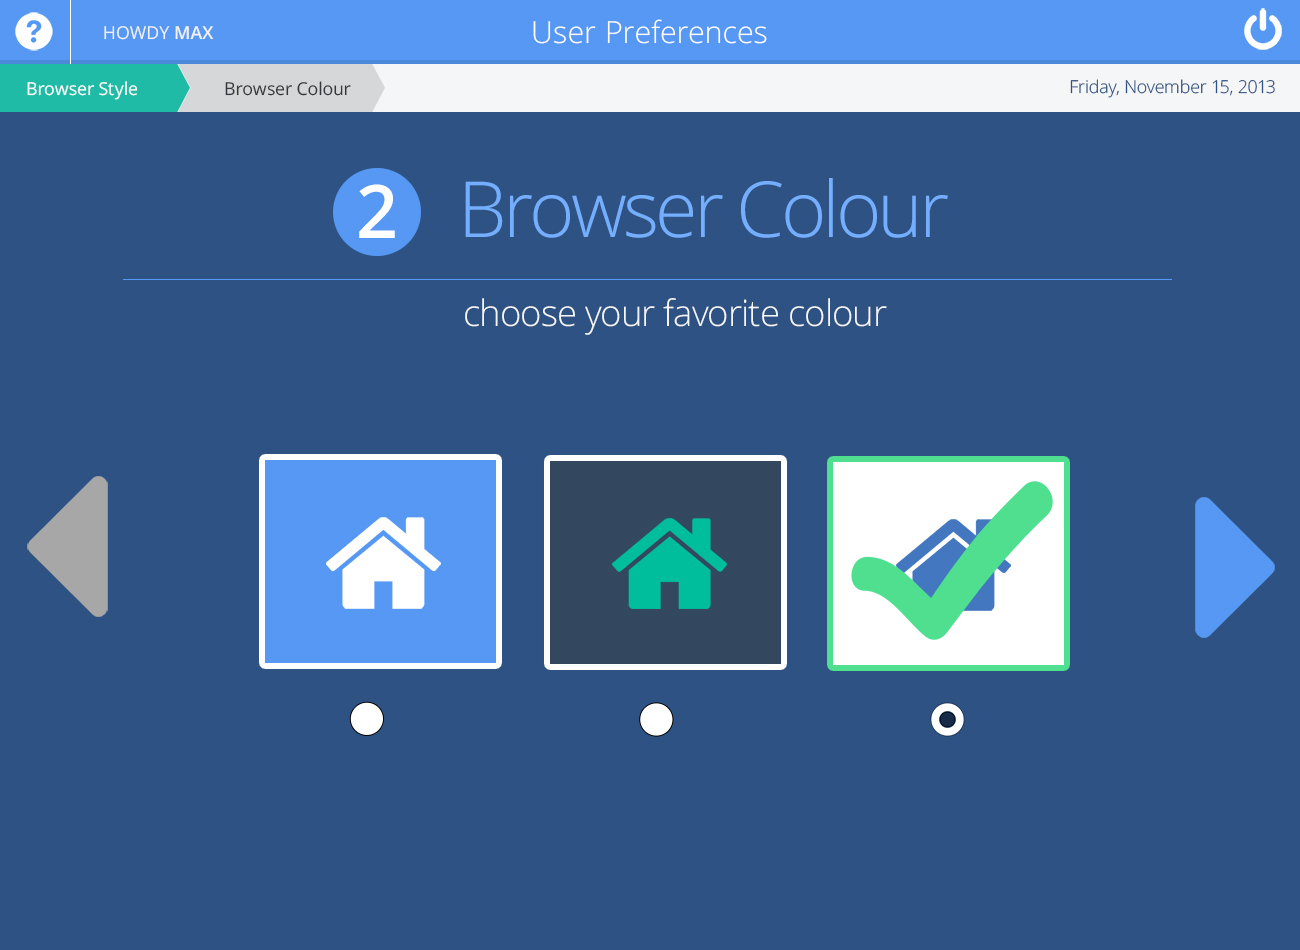 ?
HOWDY MAX
User Preferences
Browser Style
Browser Colour
Friday, November 15, 2013
2 Browser Colour
choose your favorite colour